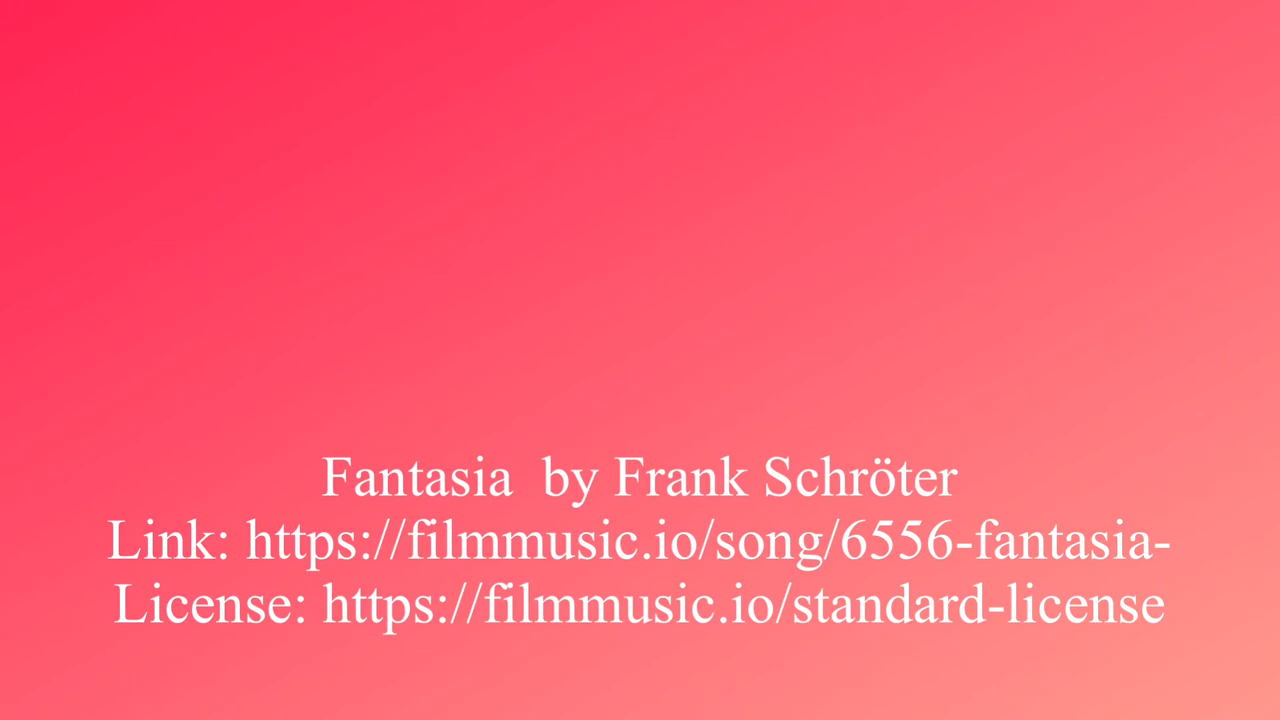 Fantasia  by Frank Schröter
Link: https://filmmusic.io/song/6556-fantasia-
License: https://filmmusic.io/standard-license